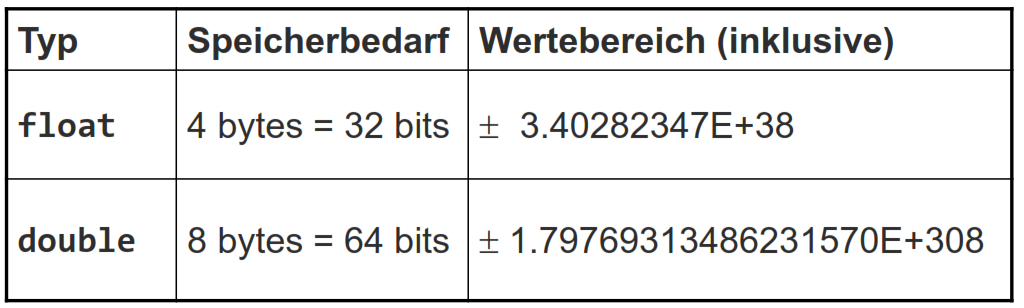 Typ Speicherbedarf Wertebereich (inklusive)
float 4 bytes = 32 bits ± 3.40282347E+38
double 8 bytes = 64 bits ± 1.79769313486231570E+308